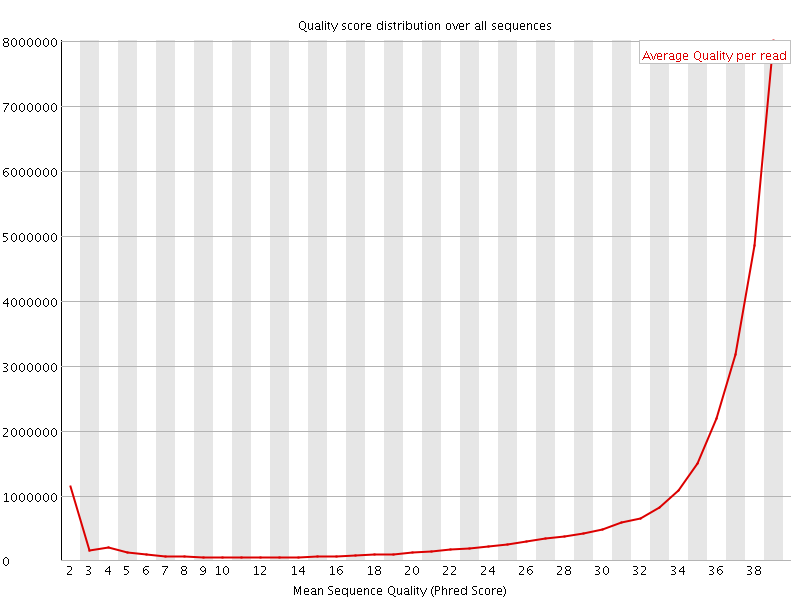 Quality score distribution over all sequences
Average Quality per read
8000000
7000000
6000000
5000000
4000000
3000000
2000000
1000000
0
2 3 4 5 6 7 8 9 10 12 14 16 18 20 22 24 26 28 30 32 34 36 38
Mean Sequence Quality (Phred Score)